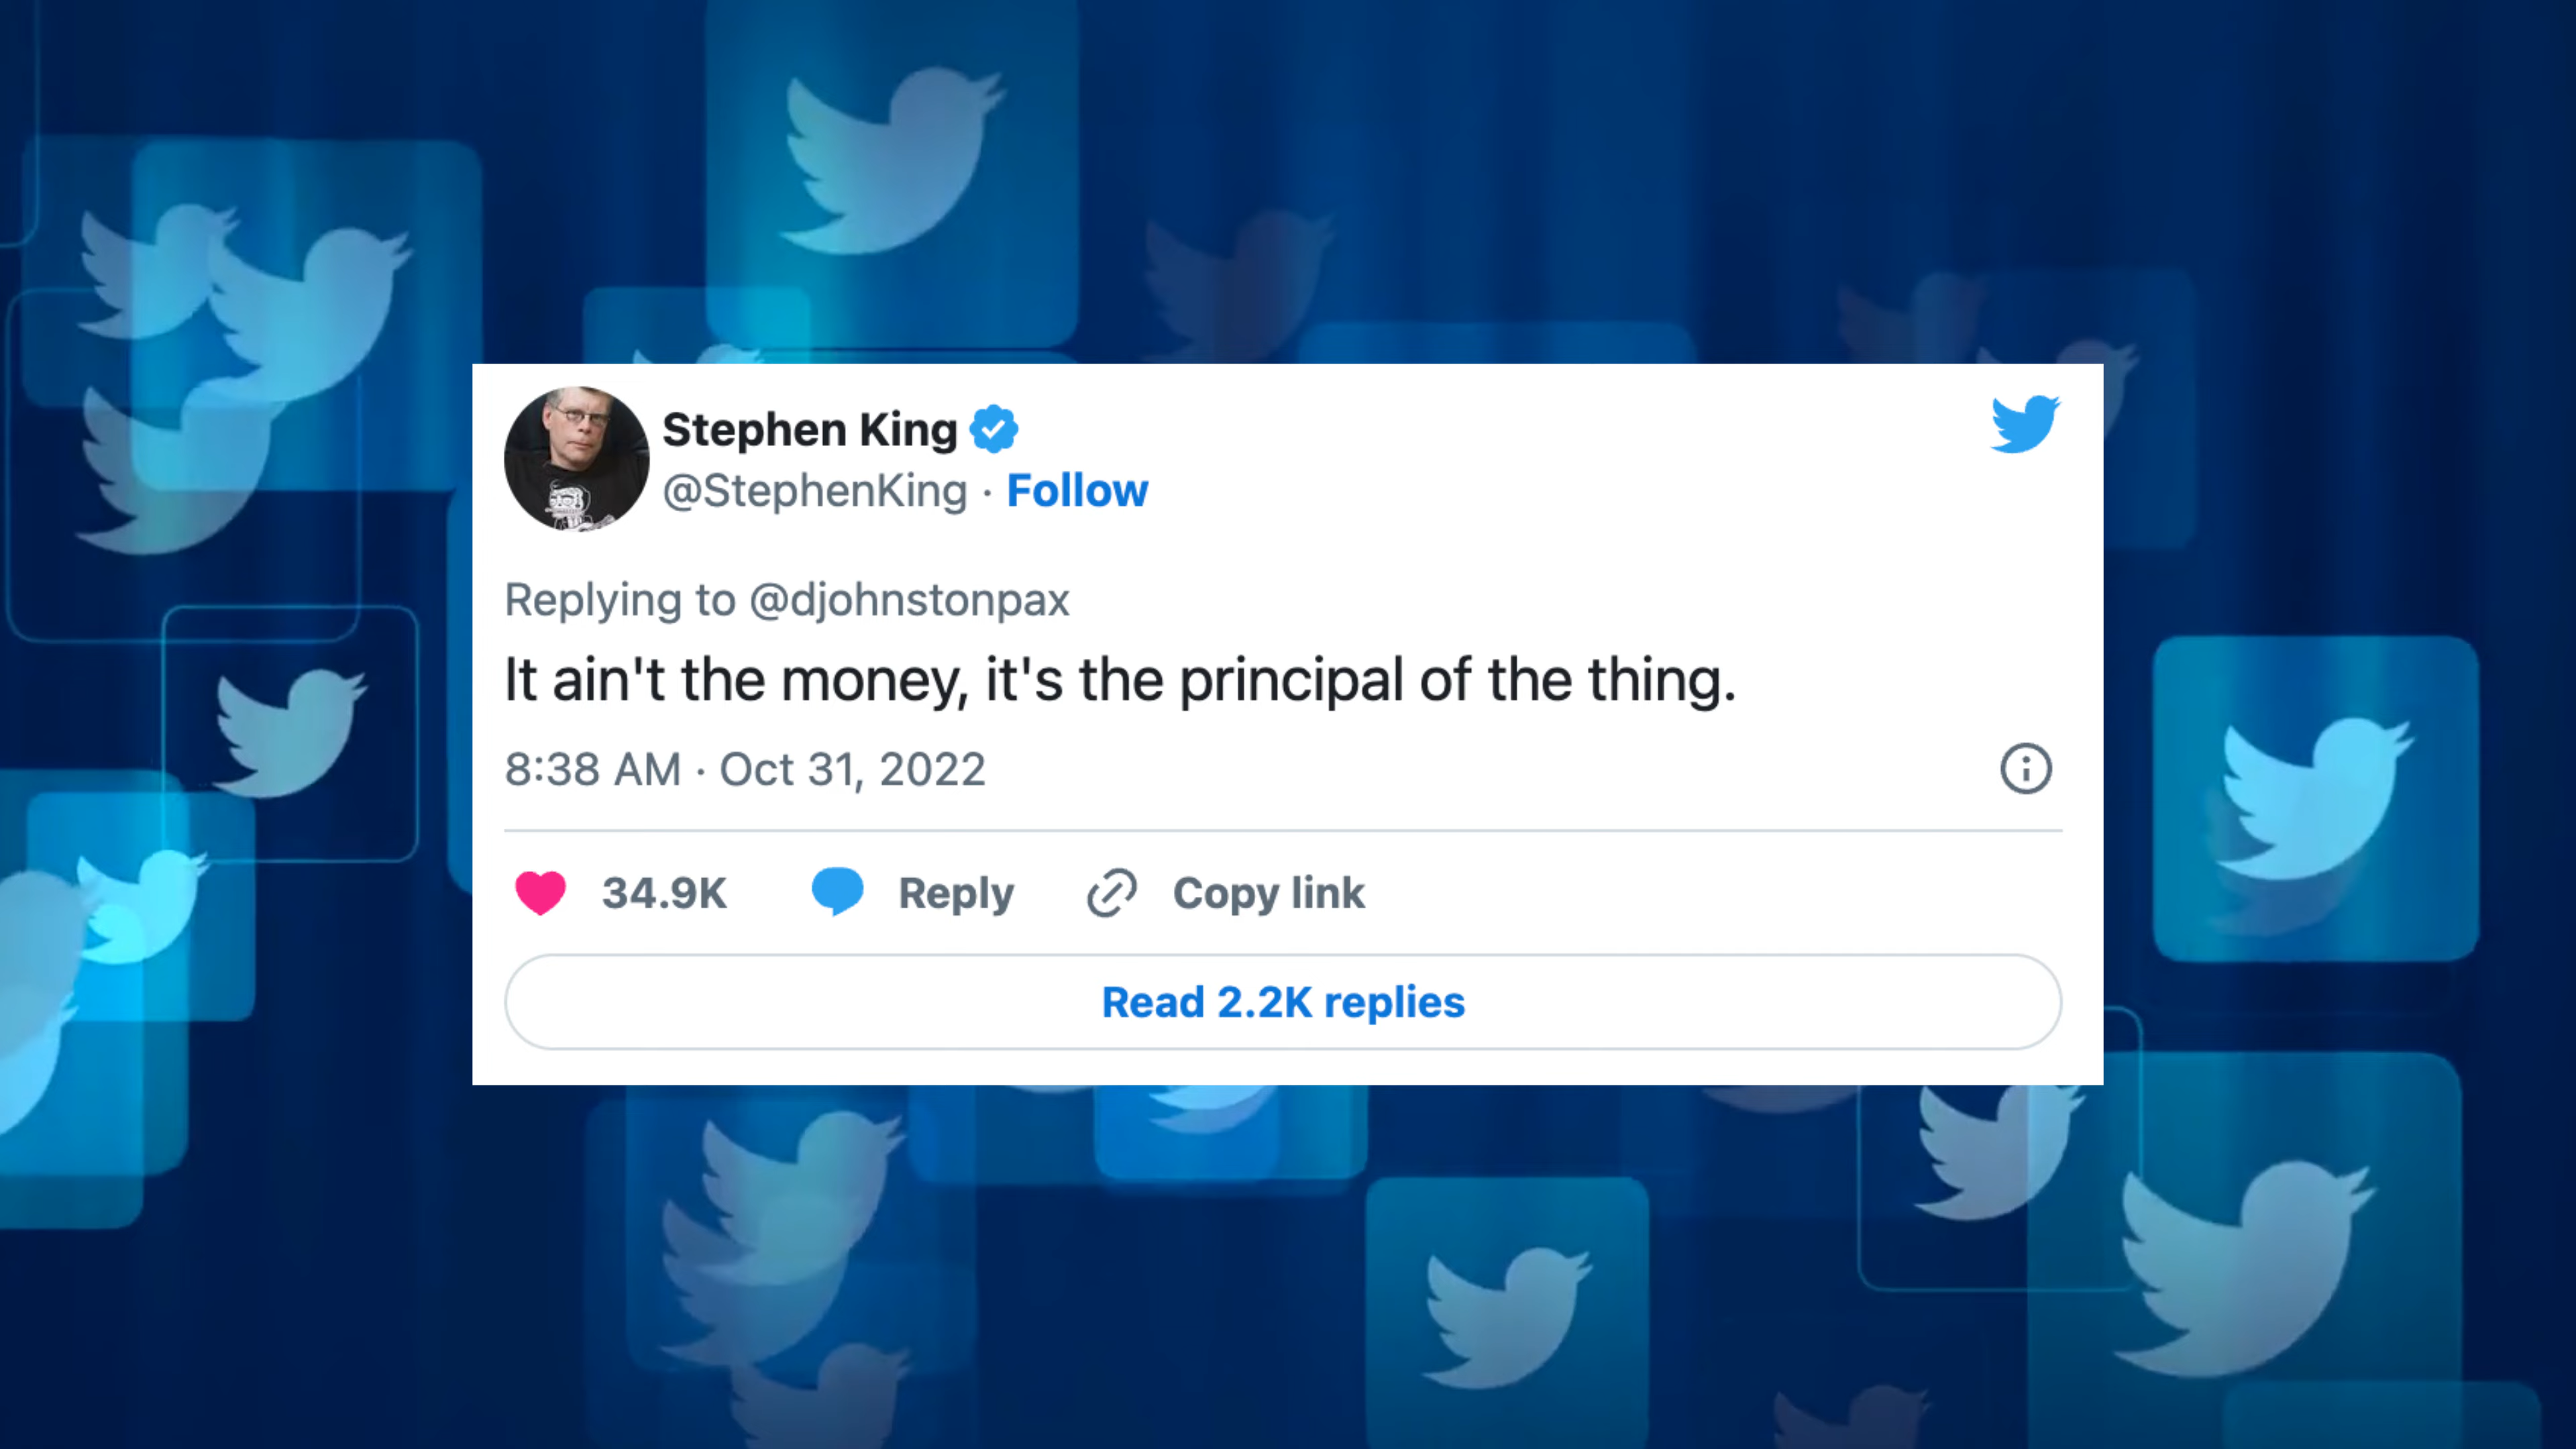 Stephen King
@StephenKing · Follow
Replying to @djohnstonpax
It ain't the money, it's the principal of the thing.
8:38 AM · Oct 31, 2022
34.9K Reply Copy link
Read 2.2K replies